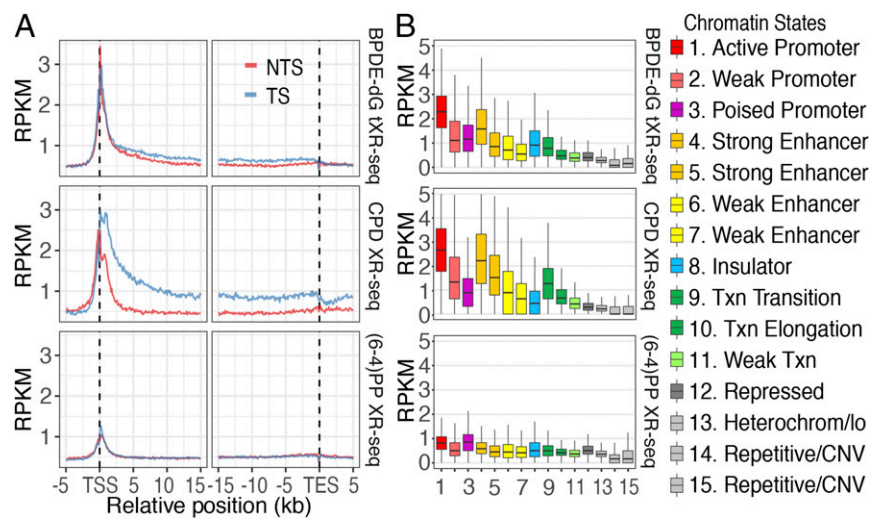 A
RPKM
3
2
1
NTS
TS
BPDE-dG tXR-seq
RPKM
3
2
1
CPD XR-seq
RPKM
3
2
1
(6-4)PP XR-seq
-5 TSS 5 10 15 -15 -10 -5 TES 5
Relative position (kb)
B
RPKM
5
4
3
2
1
0
BPDE-dG tXR-seq
RPKM
5
4
3
2
1
0
CPD XR-seq
RPKM
5
4
3
2
1
0
(6-4)PP XR-seq
1 3 5 7 9 11 13 15
Chromatin States
1. Active Promoter
2. Weak Promoter
3. Poised Promoter
4. Strong Enhancer
5. Strong Enhancer
6. Weak Enhancer
7. Weak Enhancer
8. Insulator
9. Txn Transition
10. Txn Elongation
11. Weak Txn
12. Repressed
13. Heterochrom/lo
14. Repetitive/CNV
15. Repetitive/CNV